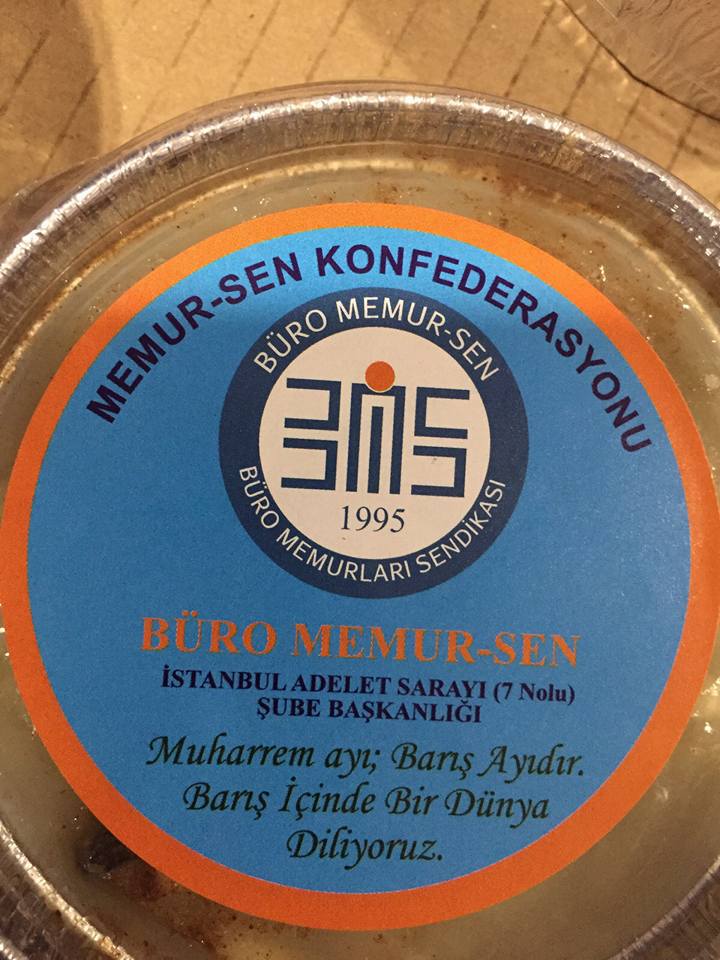 MEMUR-SEN KONFEDERASYONU
BÜRO MEMUR-SEN
1995
BÜRO MEMURLARI SENDİKASI
BÜRO MEMUR-SEN
İSTANBUL ADELET SARAYI (7 Nolu)
ŞUBE BAŞKANLIĞI
Muharrem ayı; Barış Ayıdır.
Barış İçinde Bir Dünya
Diliyoruz.